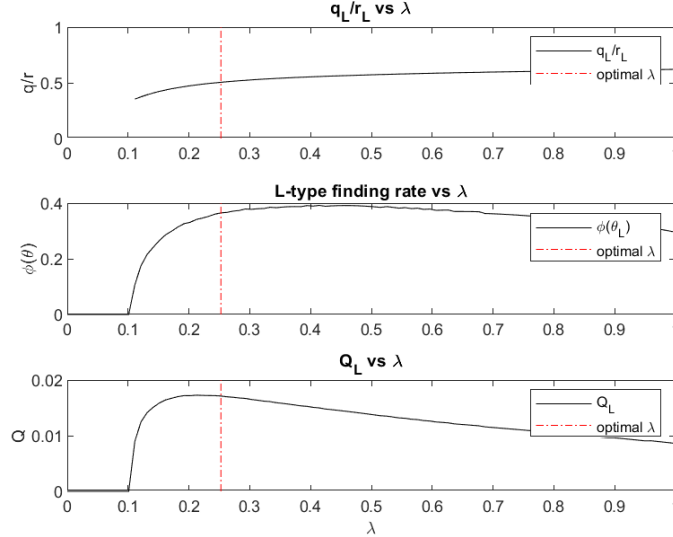 q_L/r_L vs λ
1
0.5
0
q/r
q_L/r_L
optimal λ
0 0.1 0.2 0.3 0.4 0.5 0.6 0.7 0.8 0.9 1
L-type finding rate vs λ
0.4
0.2
0
ϕ(θ)
ϕ(θ_L)
optimal λ
0 0.1 0.2 0.3 0.4 0.5 0.6 0.7 0.8 0.9 1
Q_L vs λ
0.02
0.01
0
Q
Q_L
optimal λ
0 0.1 0.2 0.3 0.4 0.5 0.6 0.7 0.8 0.9 1
λ